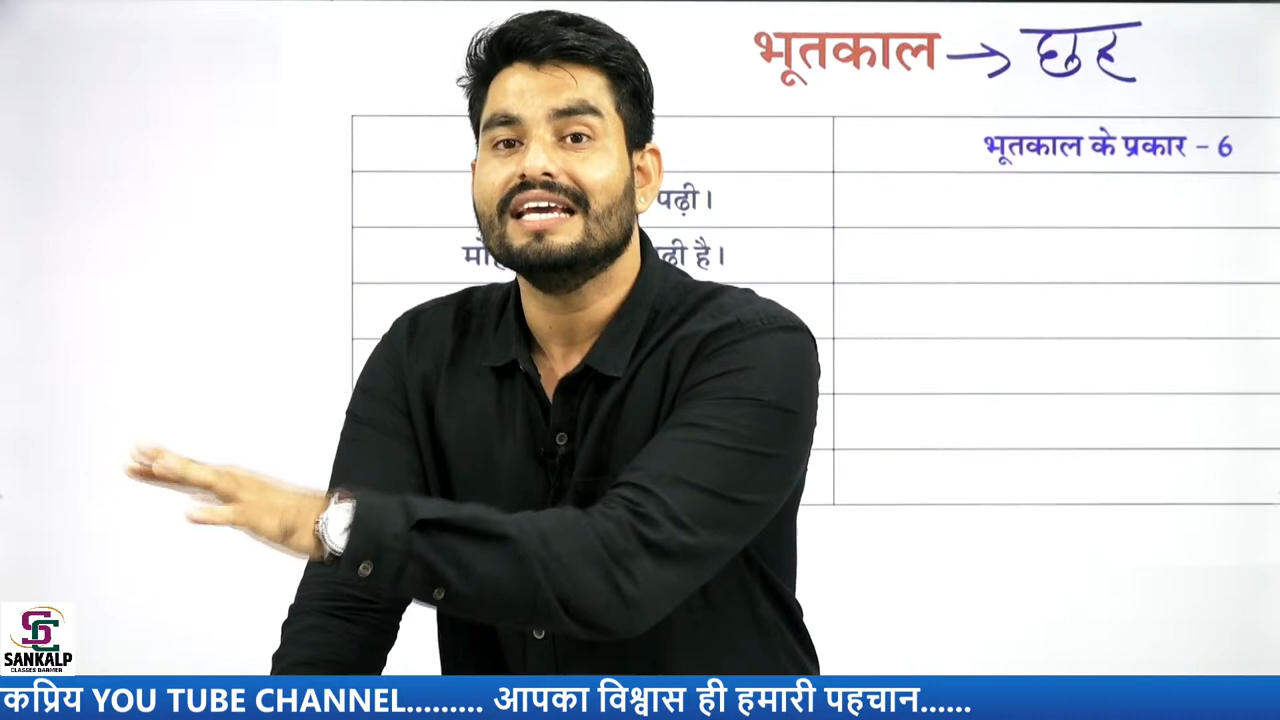 भूतकाल → छह
भूतकाल के प्रकार - 6
पढ़ी।
है।
SANKALP
CLASSES BARMER
कप्रिय YOU TUBE CHANNEL......... आपका विश्वास ही हमारी पहचान......